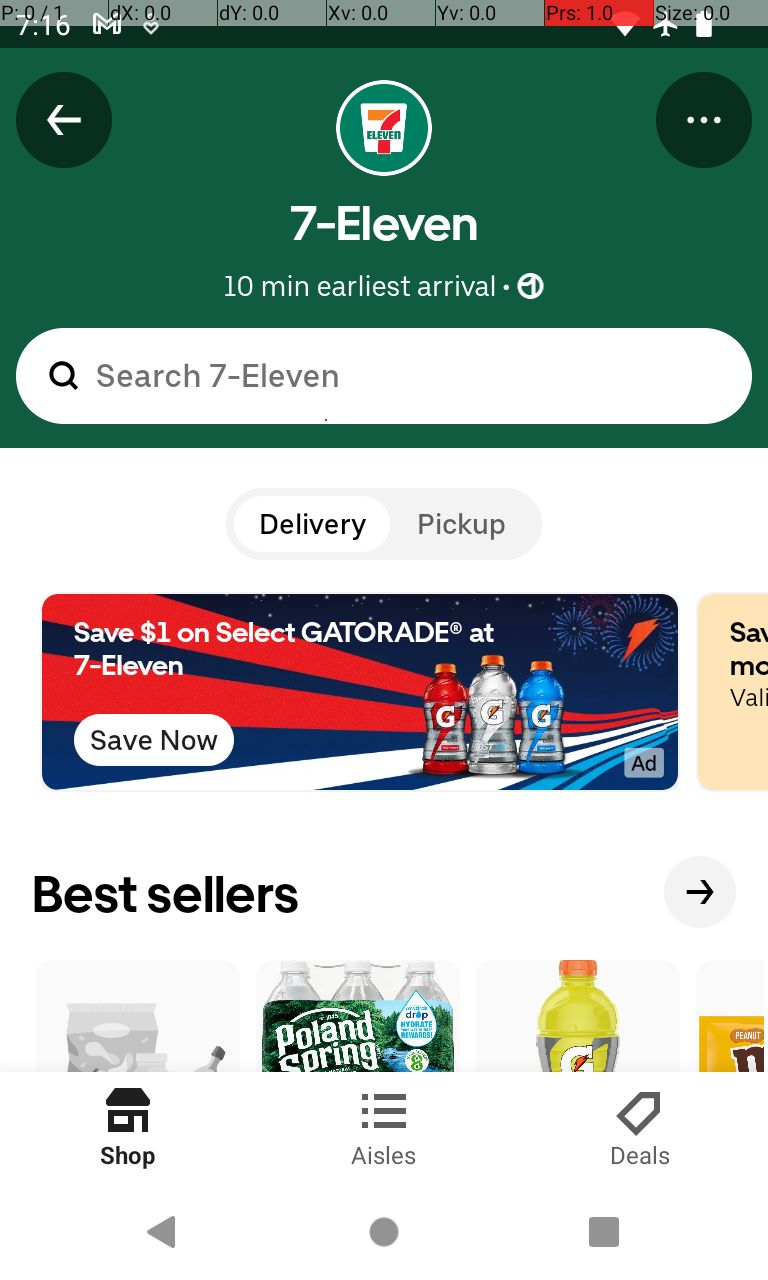 P: 0 / 1 dX: 0.0 dY: 0.0 Xv: 0.0 Yv: 0.0 Prs: 1.0 Size: 0.0
7:16
ELEVEN
7-Eleven
10 min earliest arrival •
Search 7-Eleven
Delivery Pickup
Save $1 on Select GATORADE® at
7-Eleven
Save Now
G G G
Ad
Sav
mo
Vali
Best sellers
Poland
Spring
drop
HYDRATE
REWARDS!
G
PEANUT
m
Shop Aisles Deals